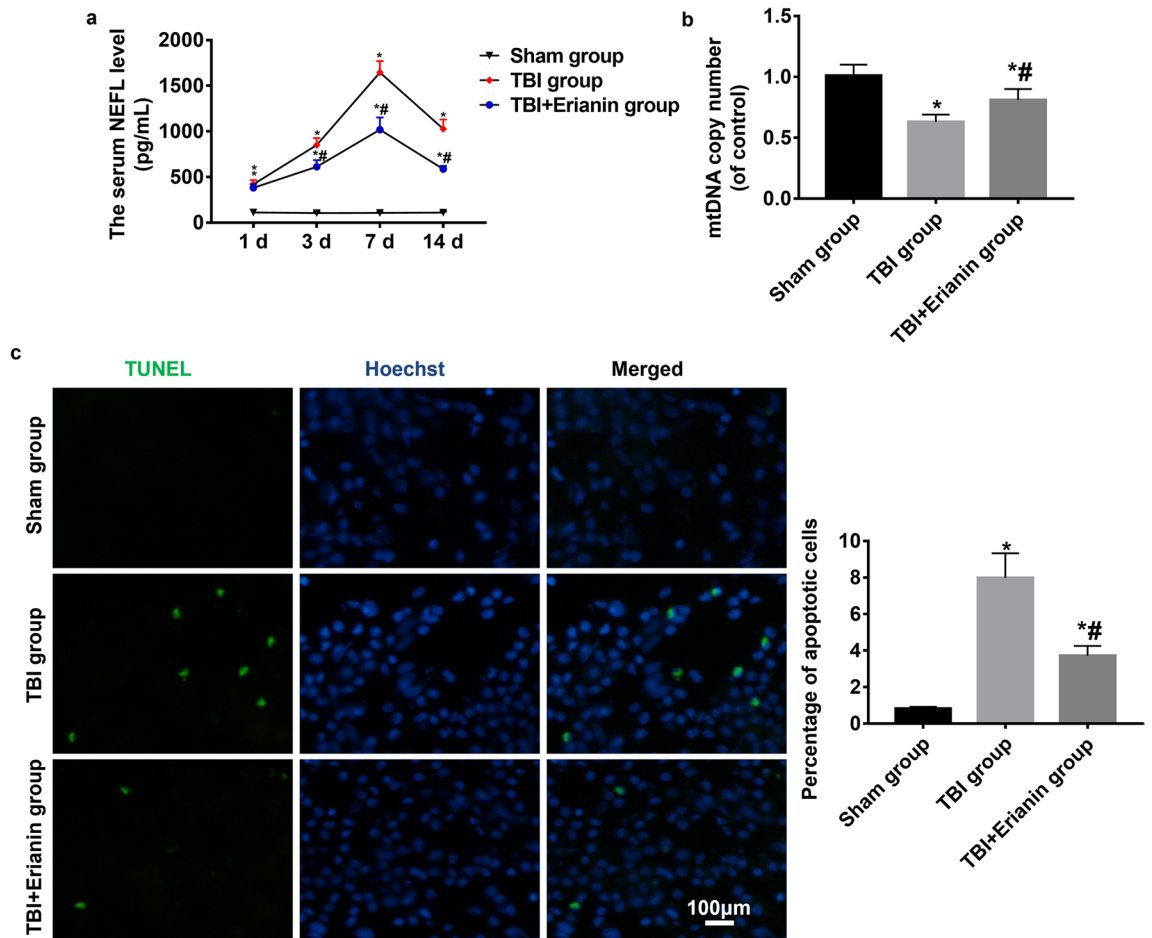 a
The serum NEFL level
(pg/mL)
2000
1500
1000
500
0
*
*
*
*#
*
*#
*
*#
1 d 3 d 7 d 14 d
Sham group
TBI group
TBI+Erianin group
b
mtDNA copy number
(of control)
1.5
1.0
0.5
0.0
*
*#
Sham group
TBI group
TBI+Erianin group
c
TUNEL Hoechst Merged
Sham group
TBI group
TBI+Erianin group
100μm
Percentage of apoptotic cells
10
8
6
4
2
0
*
*#
Sham group
TBI group
TBI+Erianin group